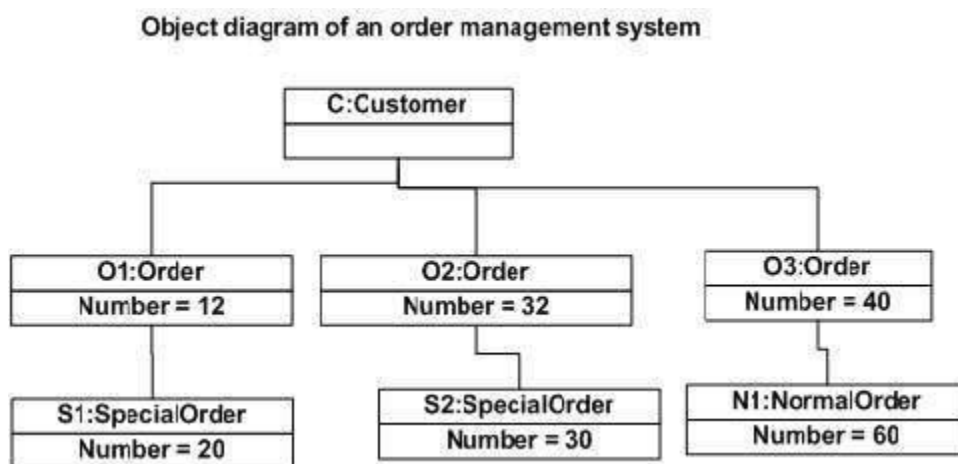 Object diagram of an order management system
C:Customer
O1:Order
Number = 12
O2:Order
Number = 32
O3:Order
Number = 40
S1:SpecialOrder
Number = 20
S2:SpecialOrder
Number = 30
N1:NormalOrder
Number = 60